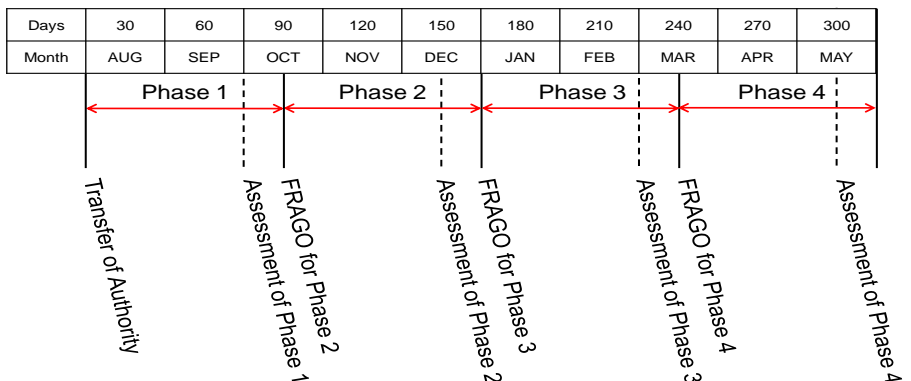 Days 30 60 90 120 150 180 210 240 270 300
Month AUG SEP OCT NOV DEC JAN FEB MAR APR MAY
Phase 1 Phase 2 Phase 3 Phase 4
Transfer of Authority
Assessment of Phase 1
FRAGO for Phase 2
Assessment of Phase 2
FRAGO for Phase 3
Assessment of Phase 3
FRAGO for Phase 4
Assessment of Phase 4